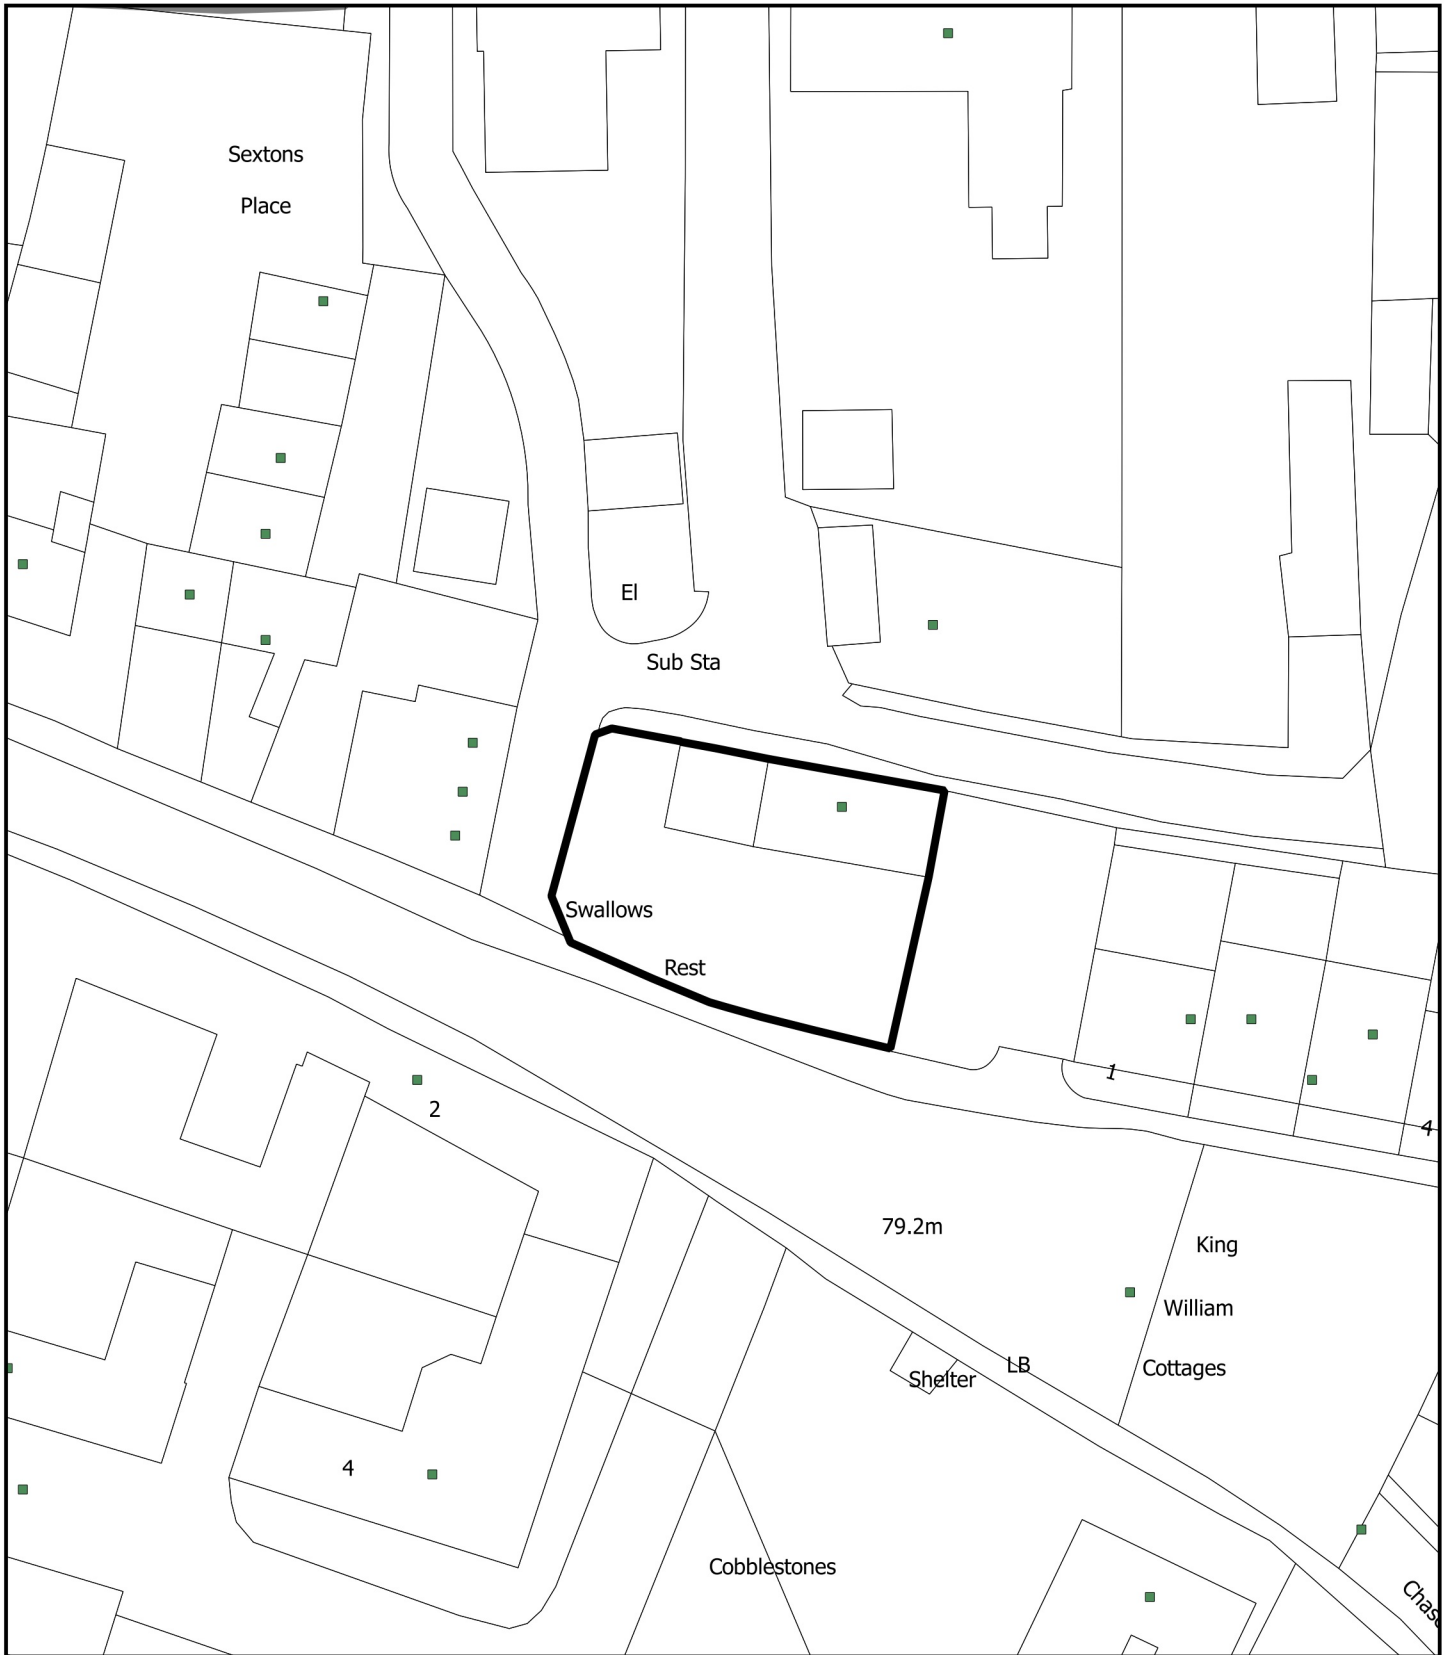 Sextons
Place
El
Sub Sta
Swallows
Rest
1
2
4
79.2m
King
William
Cottages
LB
Shelter
4
Cobblestones